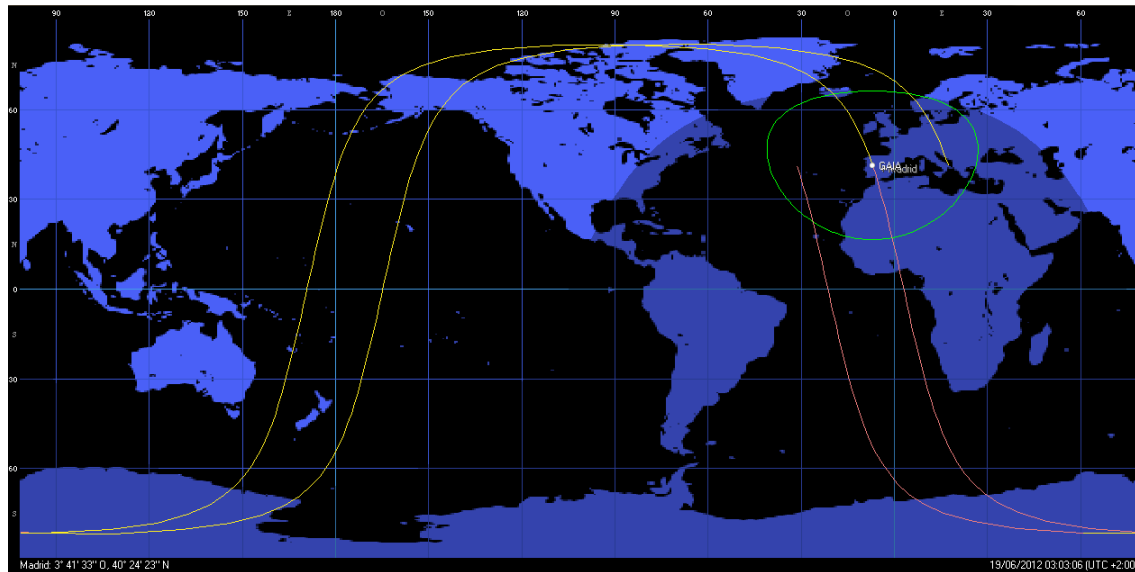 90 120 150 E 180 O 150 120 90 60 30 O E 30 60
60
30
0
30
60
GAIA
Madrid
Madrid: 3° 41' 33'' O, 40° 24' 23'' N
19/06/2012 03:03:06 (UTC +2:00